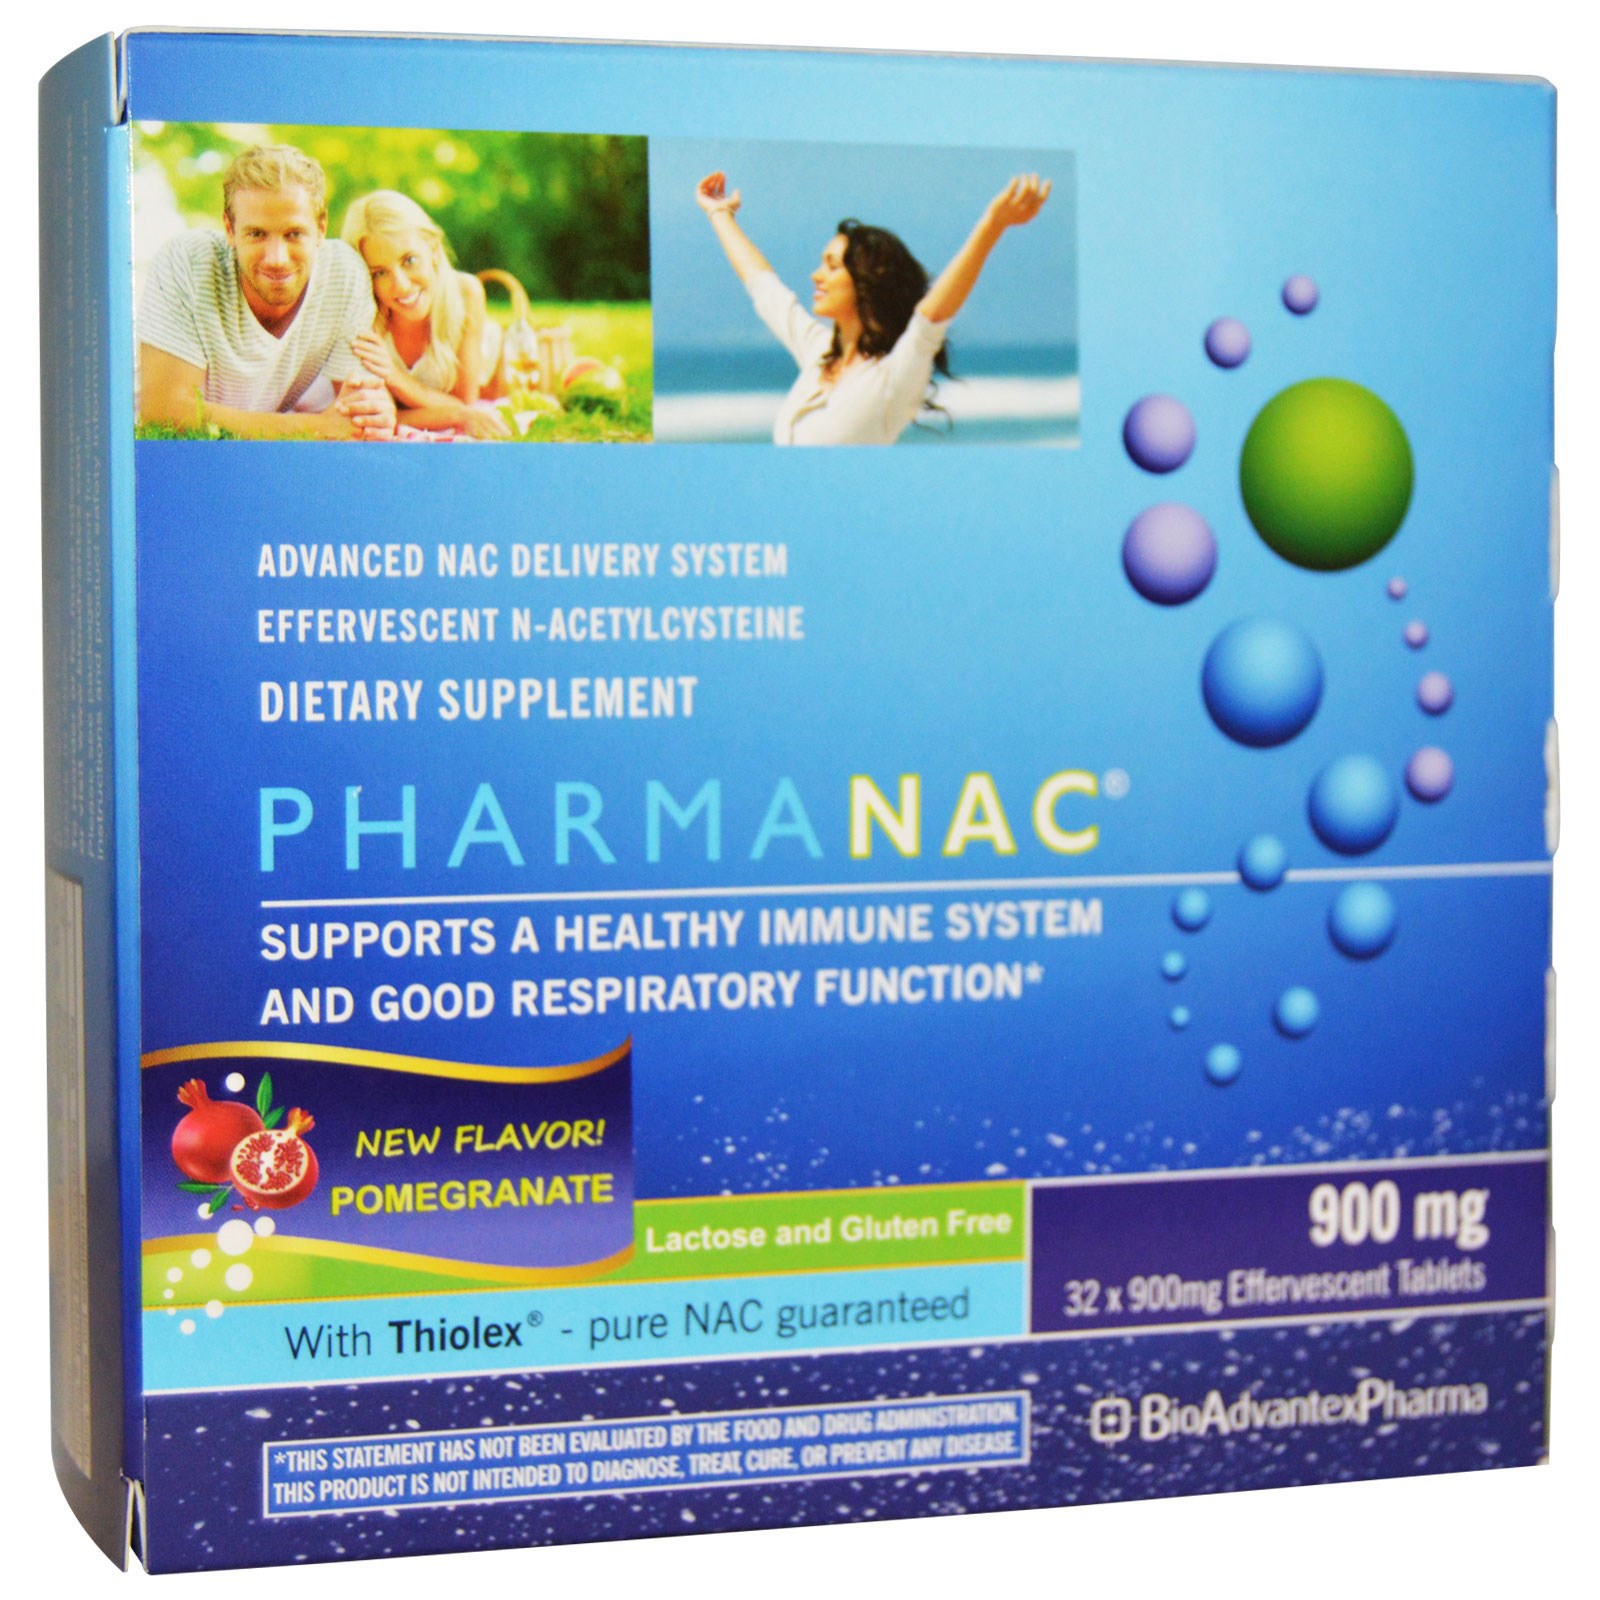 ADVANCED NAC DELIVERY SYSTEM
EFFERVESCENT N-ACETYLCYSTEINE
DIETARY SUPPLEMENT
PHARMANAC®
SUPPORTS A HEALTHY IMMUNE SYSTEM
AND GOOD RESPIRATORY FUNCTION*
NEW FLAVOR!
POMEGRANATE
Lactose and Gluten Free
With Thiolex® - pure NAC guaranteed
900 mg
32 x 900mg Effervescent Tablets
BioAdvantexPharma
*THIS STATEMENT HAS NOT BEEN EVALUATED BY THE FOOD AND DRUG ADMINISTRATION.
THIS PRODUCT IS NOT INTENDED TO DIAGNOSE, TREAT, CURE, OR PREVENT ANY DISEASE.